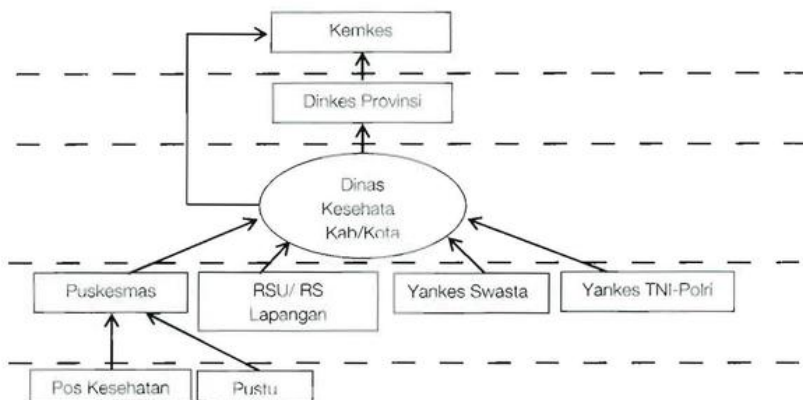 Kemkes
Dinkes Provinsi
Dinas
Kesehata
Kab/Kota
Puskesmas
RSU/ RS
Lapangan
Yankes Swasta
Yankes TNI-Polri
Pos Kesehatan
Pustu